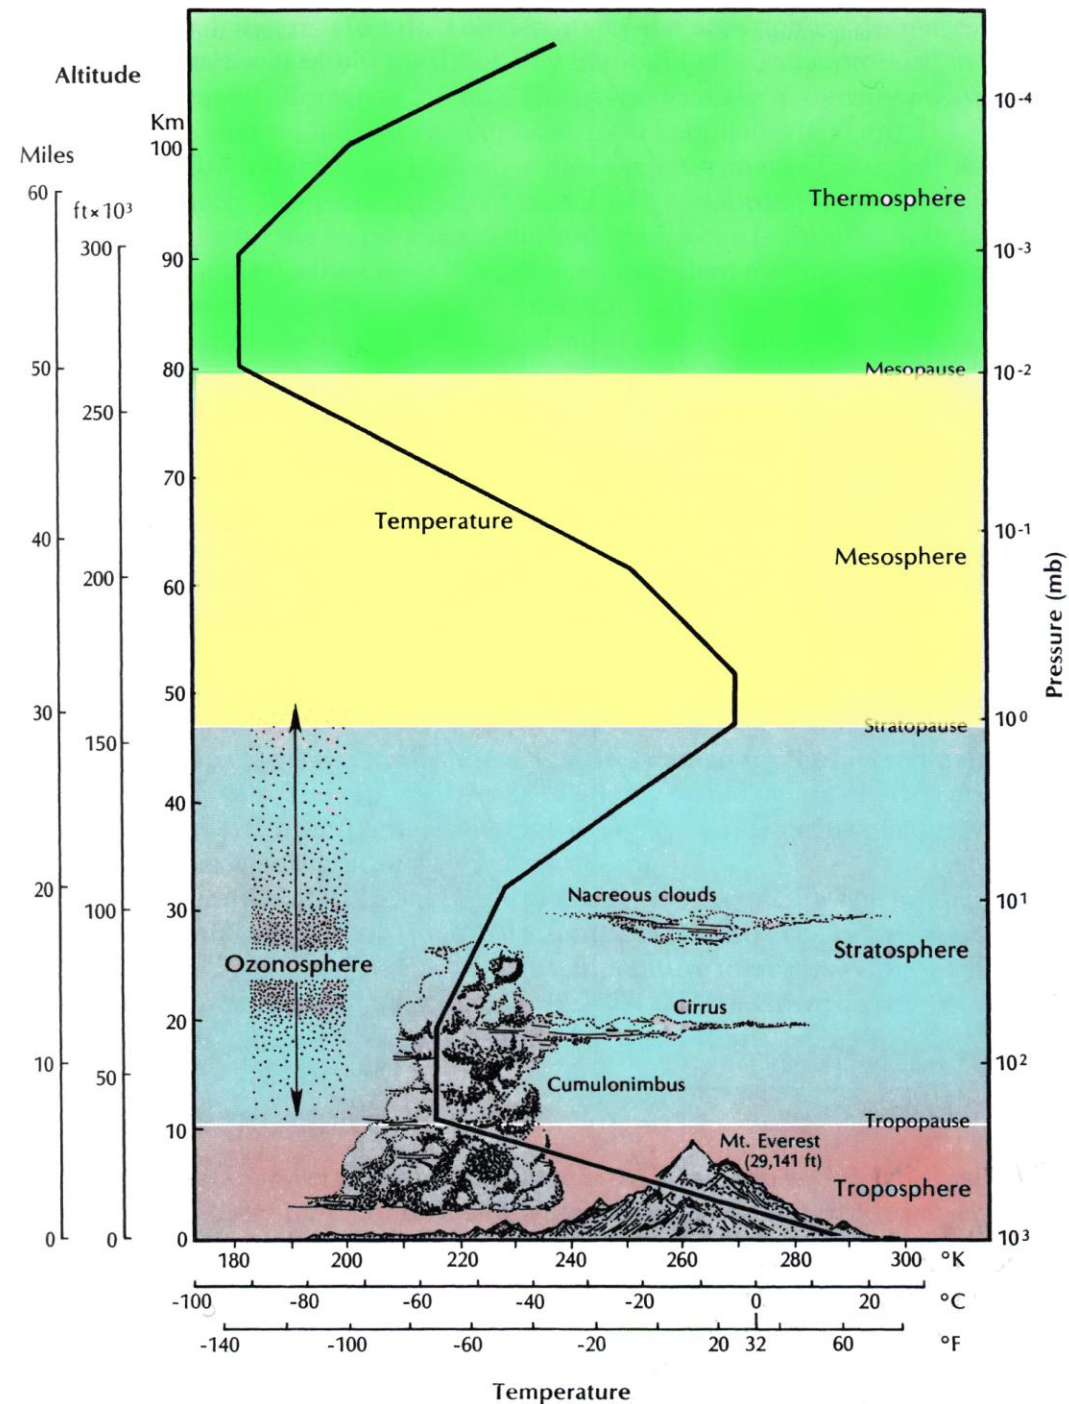 Altitude
Km
Miles
ft×10³
100
90
80
70
60
50
40
30
20
10
0
60
50
40
30
20
10
0
300
250
200
150
100
50
0
10⁻⁴
10⁻³
10⁻²
10⁻¹
10⁰
10¹
10²
10³
Pressure (mb)
Thermosphere
Mesopause
Temperature
Mesosphere
Stratopause
Nacreous clouds
Stratosphere
Ozonosphere
Cirrus
Cumulonimbus
Tropopause
Mt. Everest
(29,141 ft)
Troposphere
180 200 220 240 260 280 300 °K
-100 -80 -60 -40 -20 0 20 °C
-140 -100 -60 -20 20 32 60 °F
Temperature